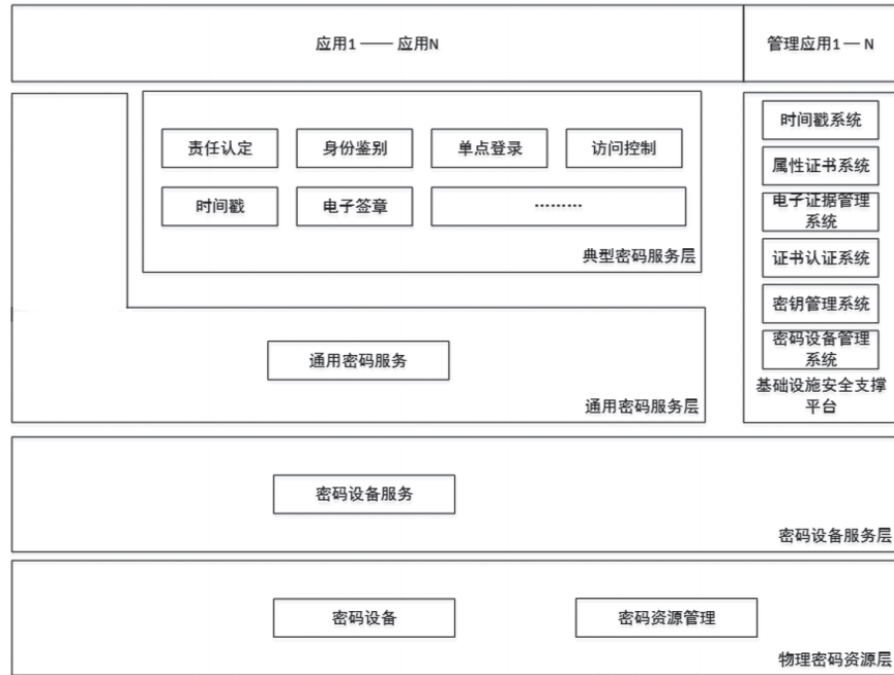 应用1 —— 应用N
管理应用1 — N
责任认定
身份鉴别
单点登录
访问控制
时间戳
电子签章
………
典型密码服务层
通用密码服务
通用密码服务层
时间戳系统
属性证书系统
电子证据管理
系统
证书认证系统
密钥管理系统
密码设备管理
系统
基础设施安全支撑
平台
密码设备服务
密码设备服务层
密码设备
密码资源管理
物理密码资源层